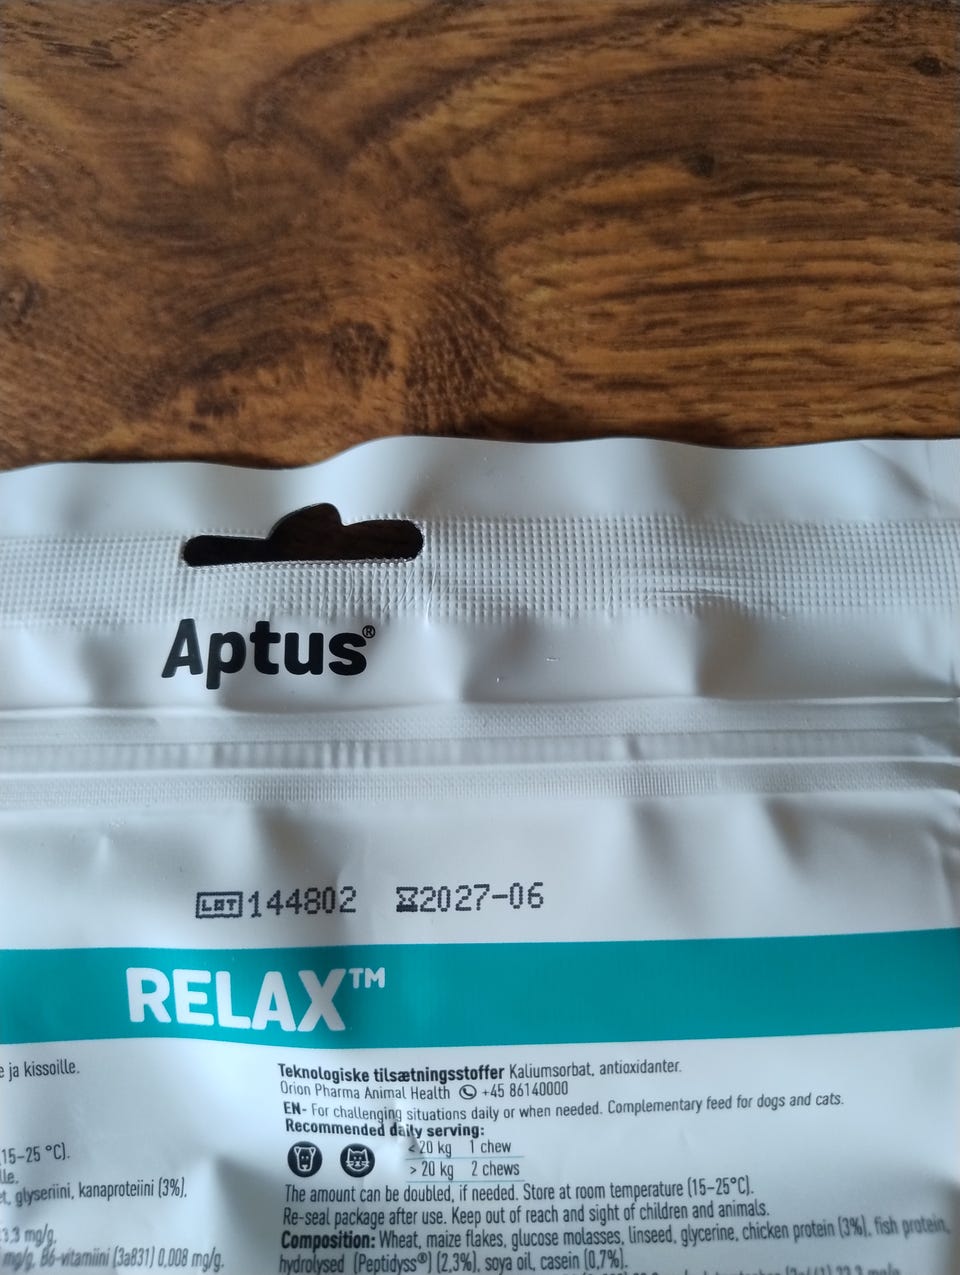 Aptus®
LOT 144802 2027-06
RELAX™
e ja kissoille.
15-25 °C).
lle.
t, glyseriini, kanaproteiini (3%),
3,3 mg/g,
mg/g, B6-vitamiini (3a831) 0,008 mg/g.
Teknologiske tilsætningsstoffer Kaliumsorbat, antioxidanter.
Orion Pharma Animal Health +45 86140000
EN- For challenging situations daily or when needed. Complementary feed for dogs and cats.
Recommended daily serving:
< 20 kg 1 chew
> 20 kg 2 chews
The amount can be doubled, if needed. Store at room temperature (15-25°C).
Re-seal package after use. Keep out of reach and sight of children and animals.
Composition: Wheat, maize flakes, glucose molasses, linseed, glycerine, chicken protein (3%), fish protein,
hydrolysed (Peptidyss®) (2,3%), soya oil, casein (0,7%).